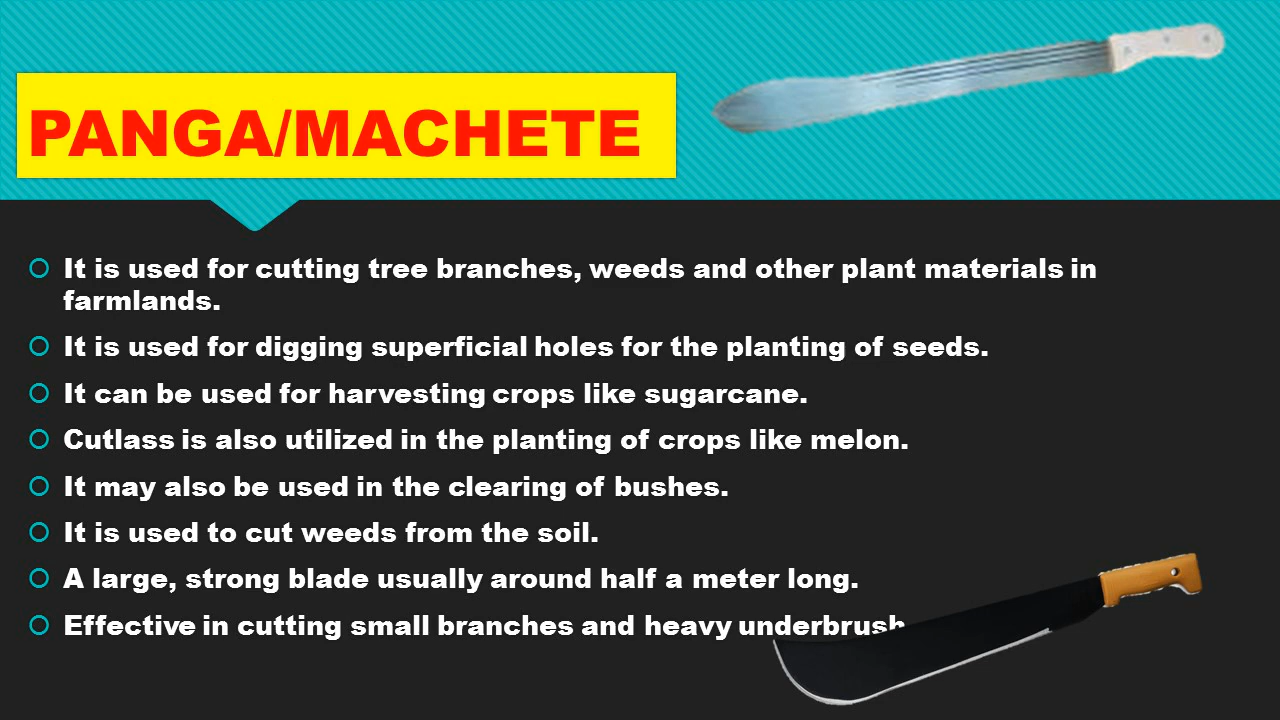 PANGA/MACHETE
It is used for cutting tree branches, weeds and other plant materials in
farmlands.
It is used for digging superficial holes for the planting of seeds.
It can be used for harvesting crops like sugarcane.
Cutlass is also utilized in the planting of crops like melon.
It may also be used in the clearing of bushes.
It is used to cut weeds from the soil.
A large, strong blade usually around half a meter long.
Effective in cutting small branches and heavy underbrush